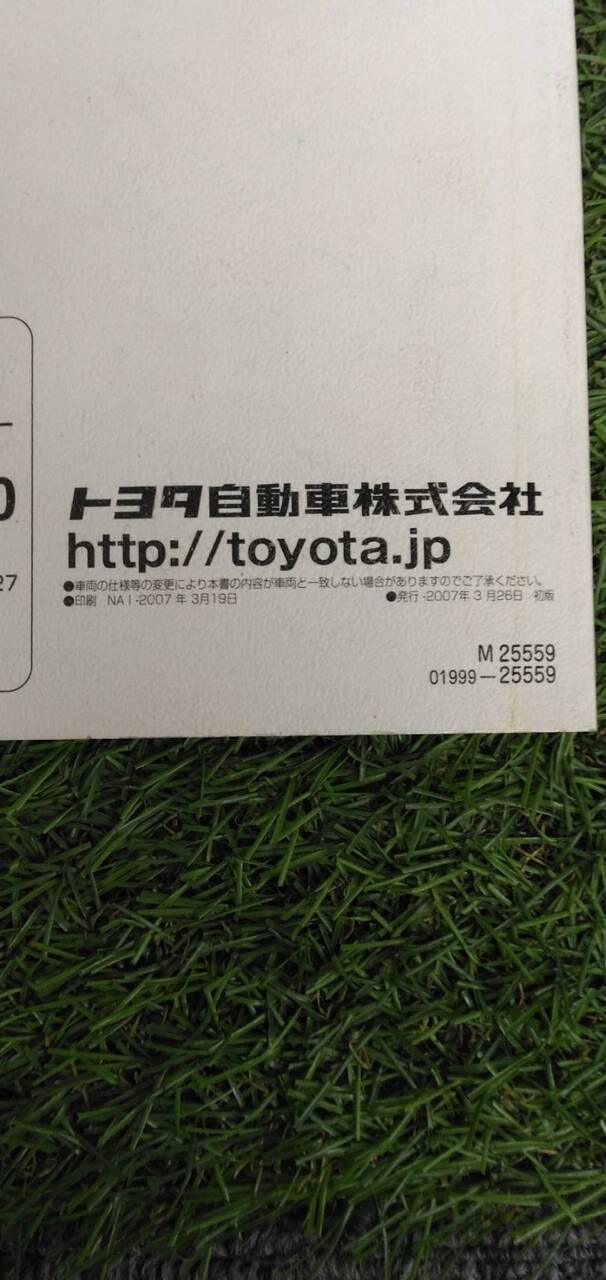 0
27
トヨタ自動車株式会社
http://toyota.jp
●車両の仕様等の変更により本書の内容が車両と一致しない場合がありますのでご了承ください。
●印刷 NAI-2007年3月19日 ●発行-2007年3月26日 初版
M 25559
01999－25559